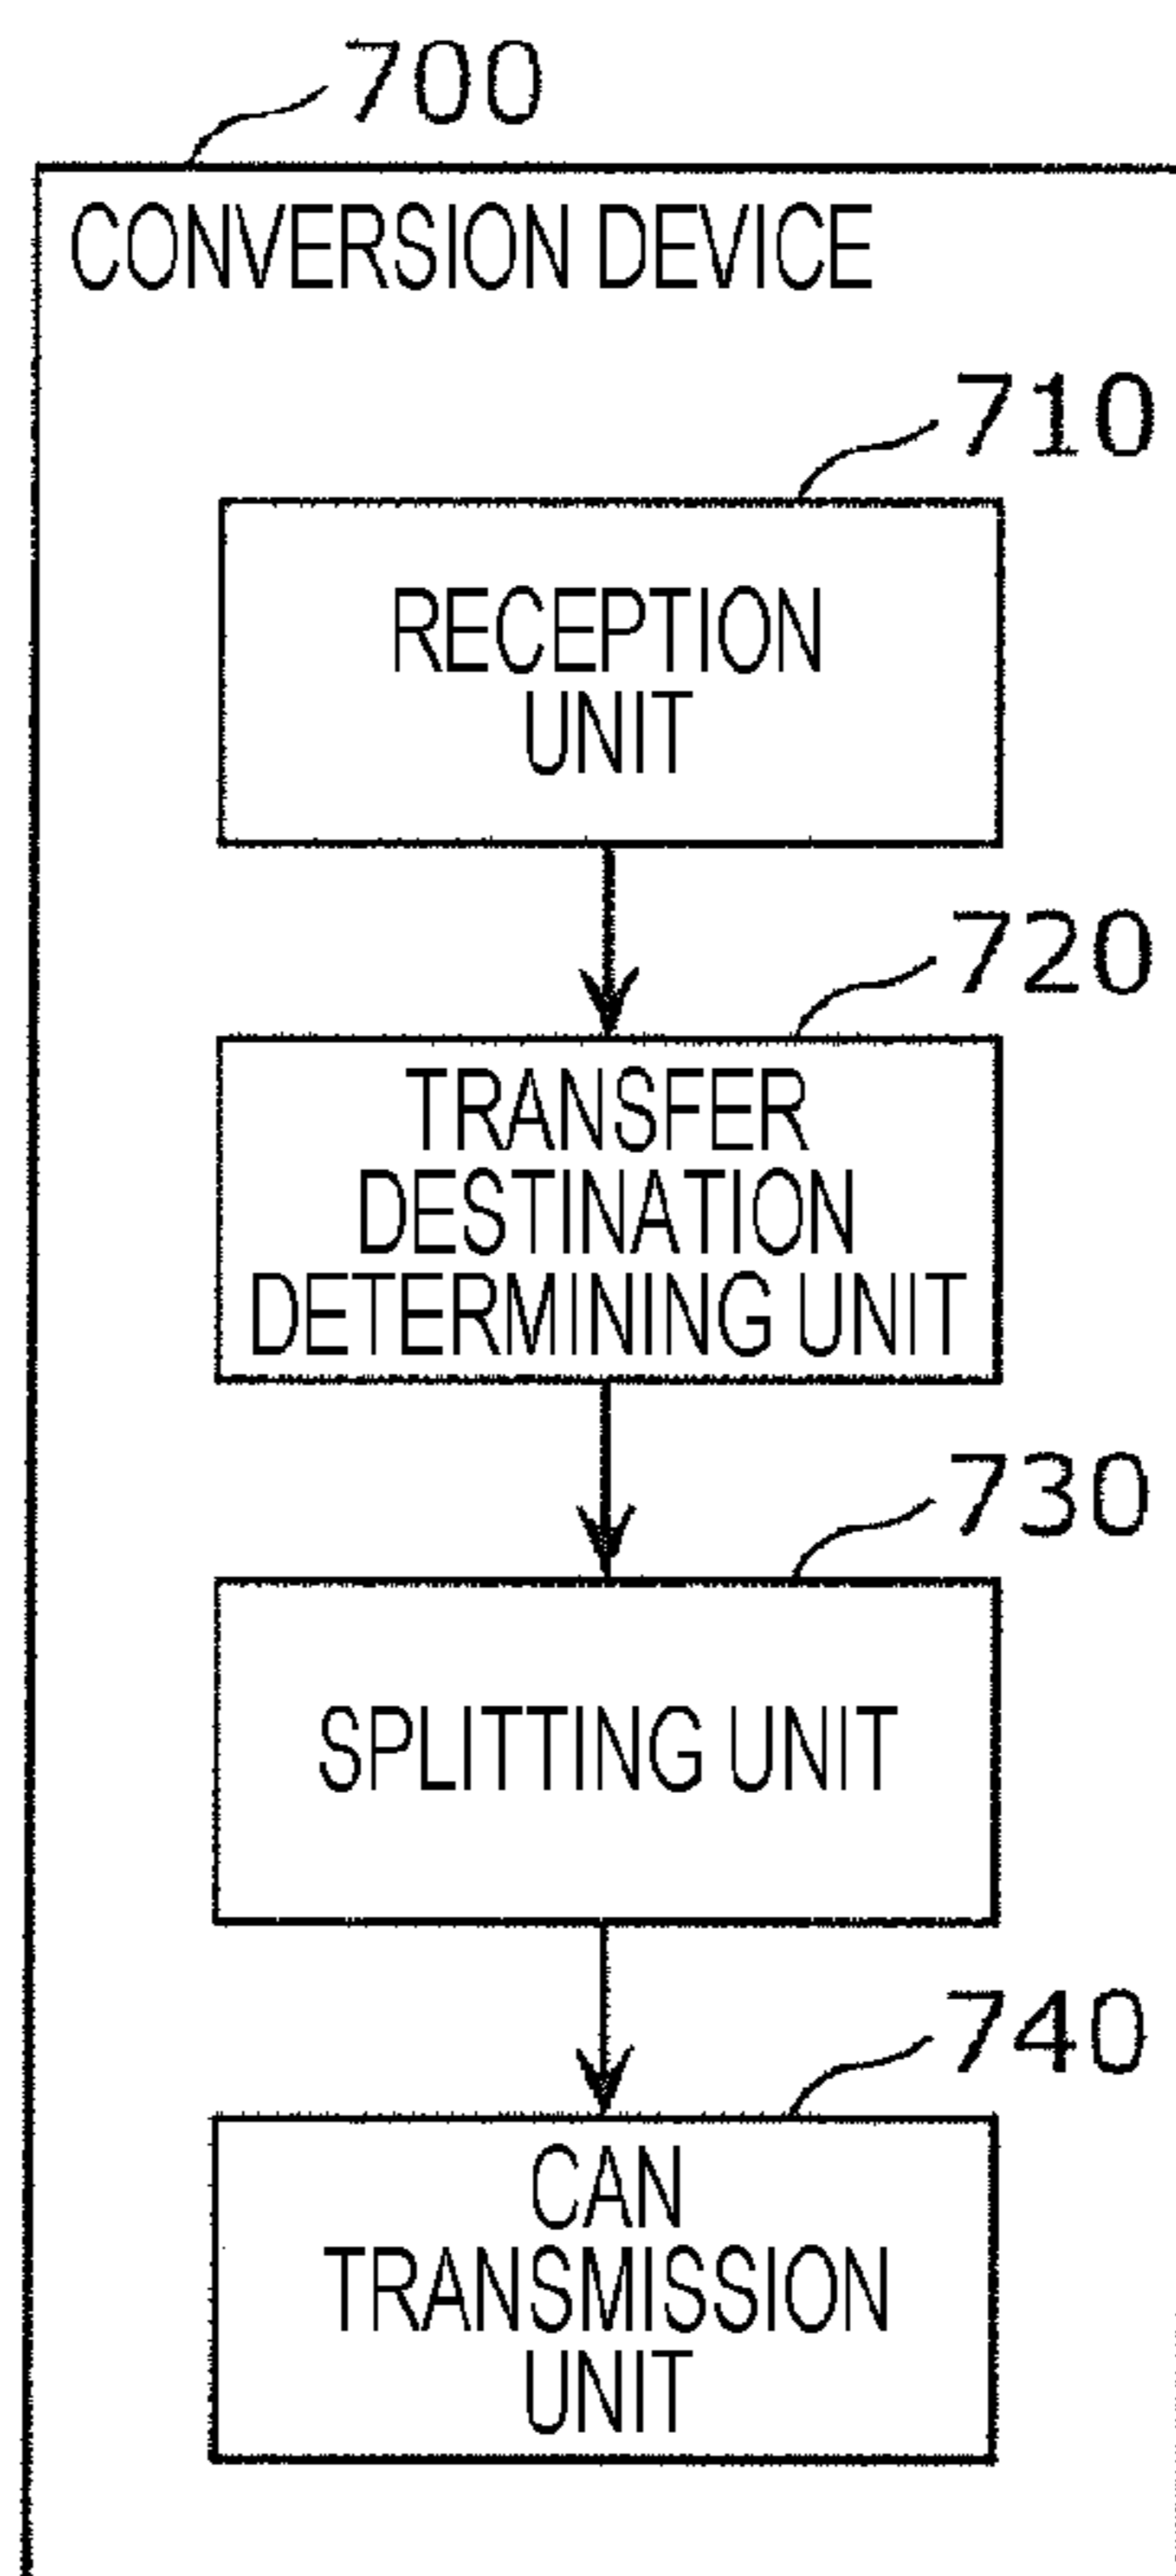 700
CONVERSION DEVICE
710
RECEPTION
UNIT
720
TRANSFER
DESTINATION
DETERMINING UNIT
730
SPLITTING UNIT
740
CAN
TRANSMISSION
UNIT